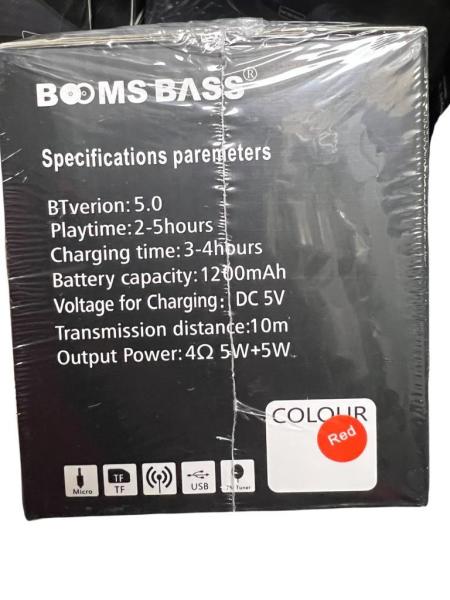 BOOMS BASS®
Specifications paremeters
BTverion: 5.0
Playtime: 2-5hours
Charging time: 3-4hours
Battery capacity: 1200mAh
Voltage for Charging: DC 5V
Transmission distance:10m
Output Power: 4Ω 5W+5W
COLOUR
Red
Micro
TF
TF
USB
Tuner